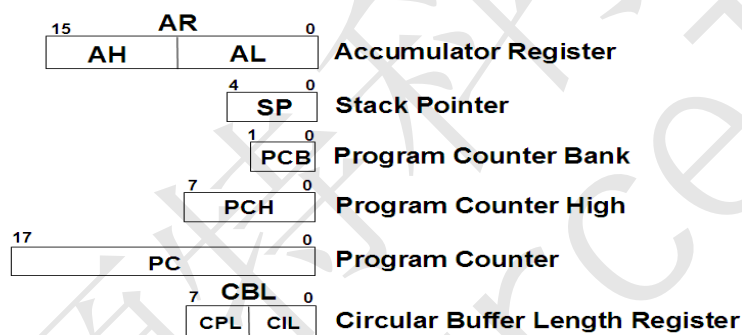 AR
15 0
AH AL Accumulator Register
4 0
SP Stack Pointer
1 0
PCB Program Counter Bank
7 0
PCH Program Counter High
17 0
PC Program Counter
7 CBL 0
CPL CIL Circular Buffer Length Register